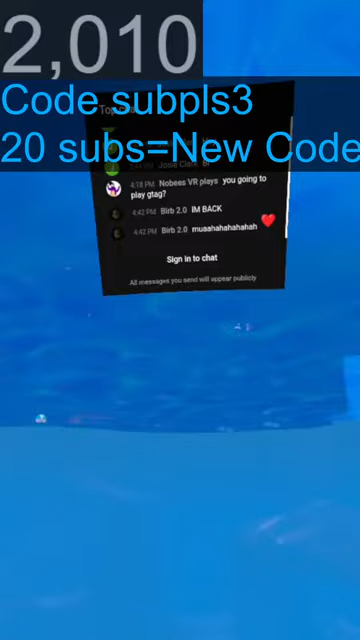 2,010
Code subpls3
20 subs=New Code
Top
4:18 PM Nobees VR plays you going to
play gtag?
4:42 PM Birb 2.0 IM BACK
4:42 PM Birb 2.0 muaahahahahah
Sign in to chat
All messages you send will appear publicly